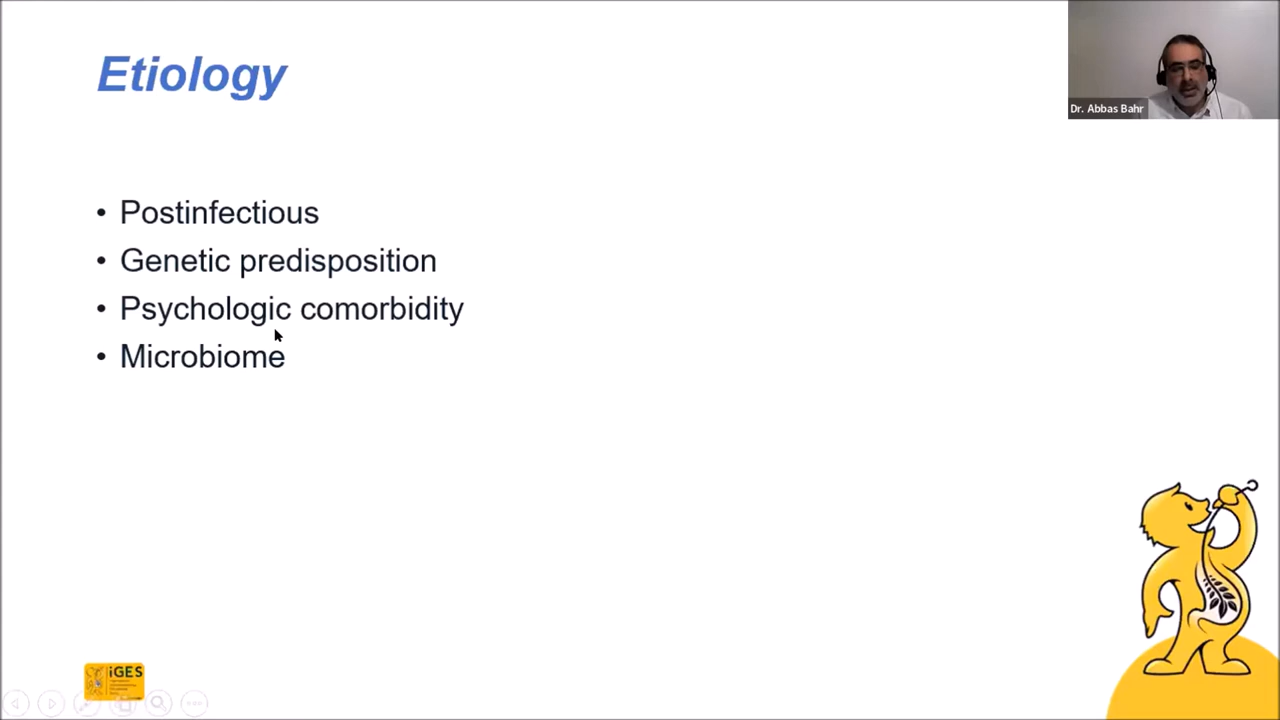 Etiology
Dr. Abbas Bahr
• Postinfectious
• Genetic predisposition
• Psychologic comorbidity
• Microbiome
iGES